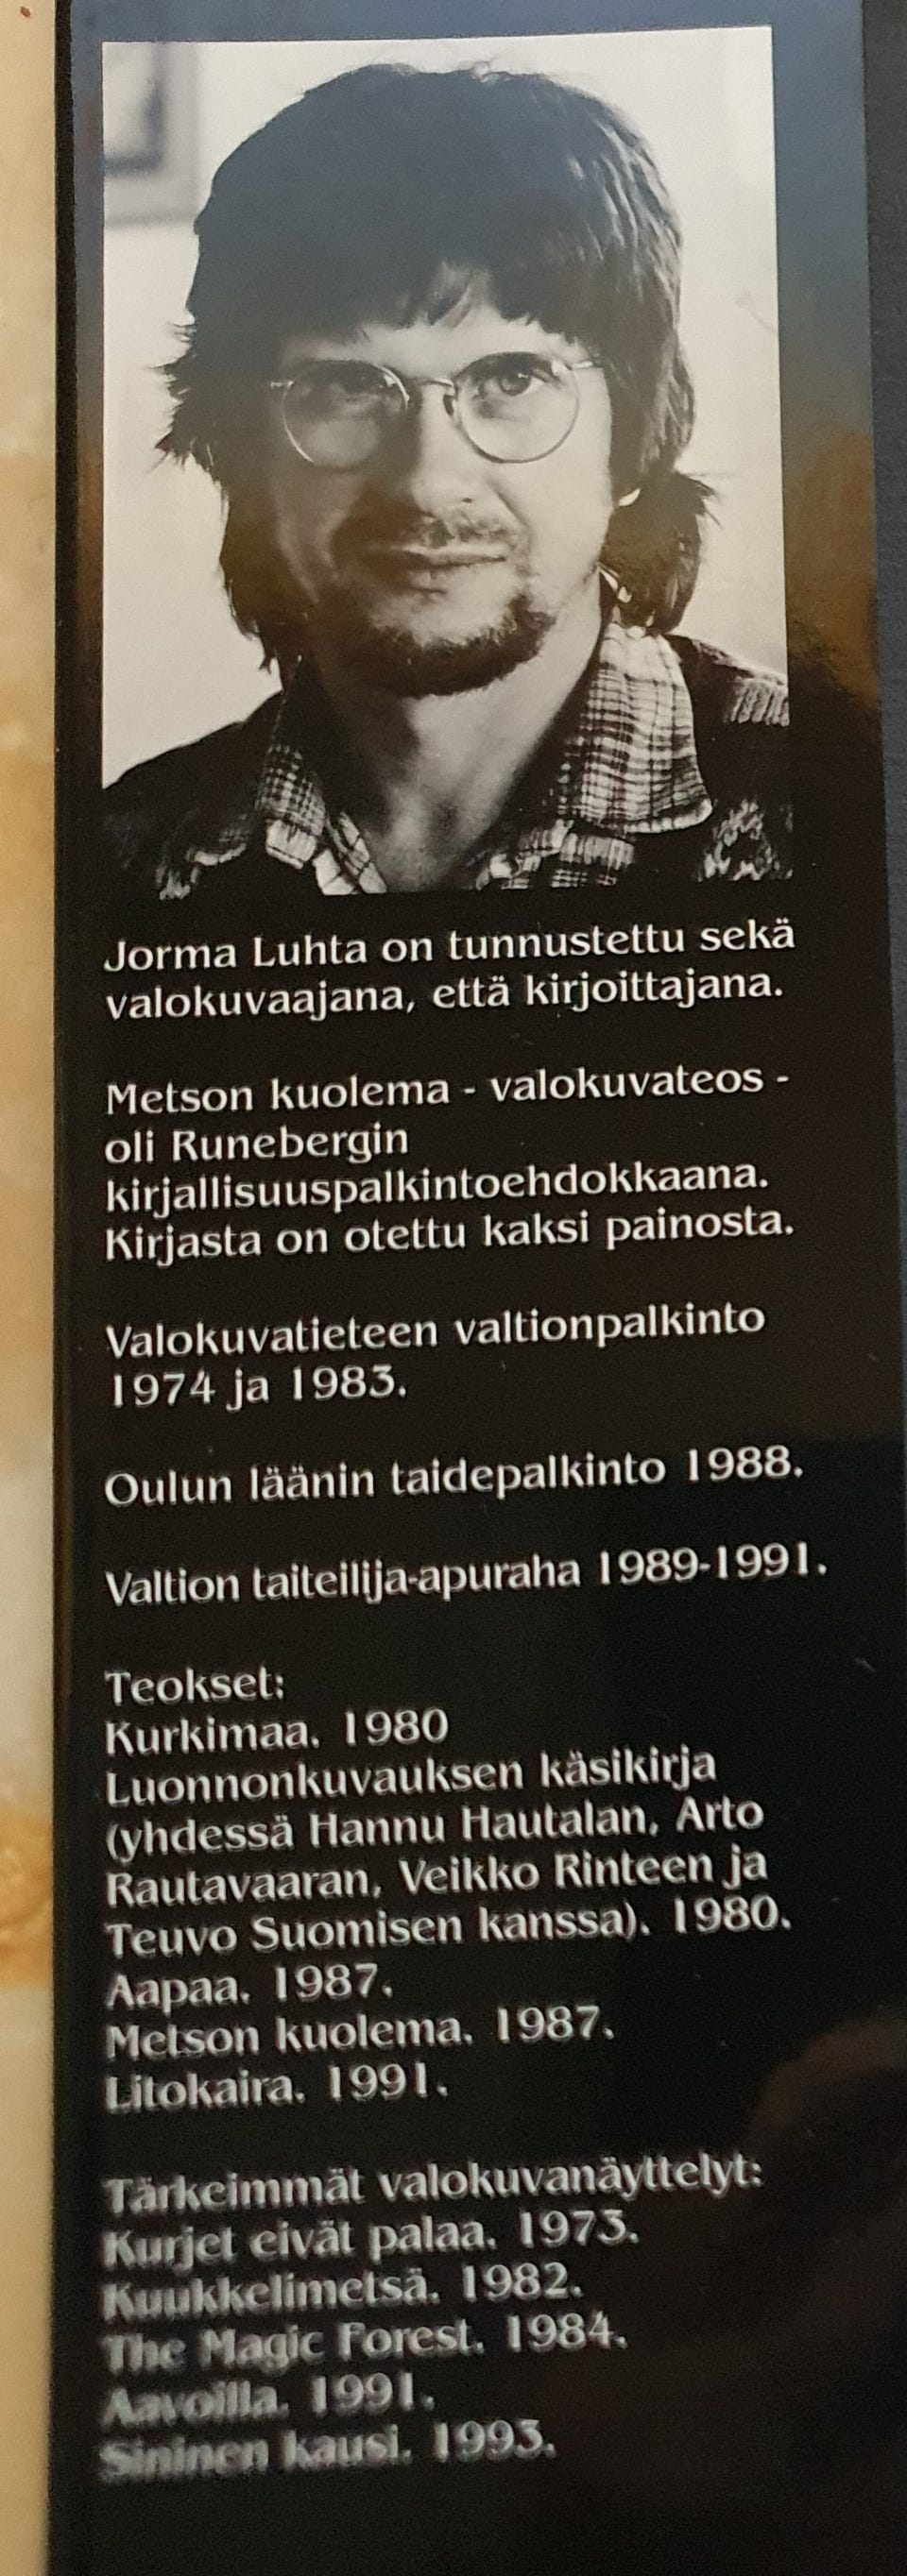 Jorma Luhta on tunnustettu sekä
valokuvaajana, että kirjoittajana.
Metson kuolema - valokuvateos -
oli Runebergin
kirjallisuuspalkintoehdokkaana.
Kirjasta on otettu kaksi painosta.
Valokuvatieteen valtionpalkinto
1974 ja 1983.
Oulun läänin taidepalkinto 1988.
Valtion taiteilija-apuraha 1989-1991.
Teokset:
Kurkimaa. 1980
Luonnonkuvauksen käsikirja
(yhdessä Hannu Hautalan, Arto
Rautavaaran, Veikko Rinteen ja
Teuvo Suomisen kanssa). 1980.
Aapaa. 1987.
Metson kuolema. 1987.
Litokaira. 1991.
Tärkeimmät valokuvanäyttelyt:
Kurjet eivät palaa. 1973.
Kuukkelimetsä. 1982.
The Magic Forest. 1984.
Aavoilla. 1991.
Sininen kausi. 1993.